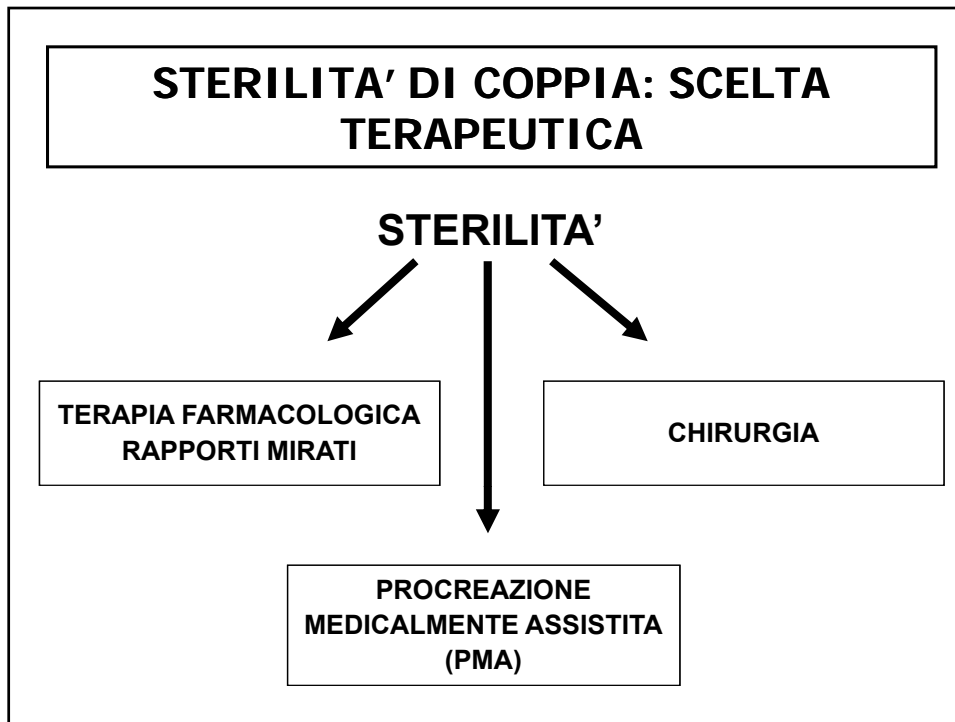 STERILITA' DI COPPIA: SCELTA
TERAPEUTICA
STERILITA’
TERAPIA FARMACOLOGICA
RAPPORTI MIRATI
CHIRURGIA
PROCREAZIONE
MEDICALMENTE ASSISTITA
(PMA)